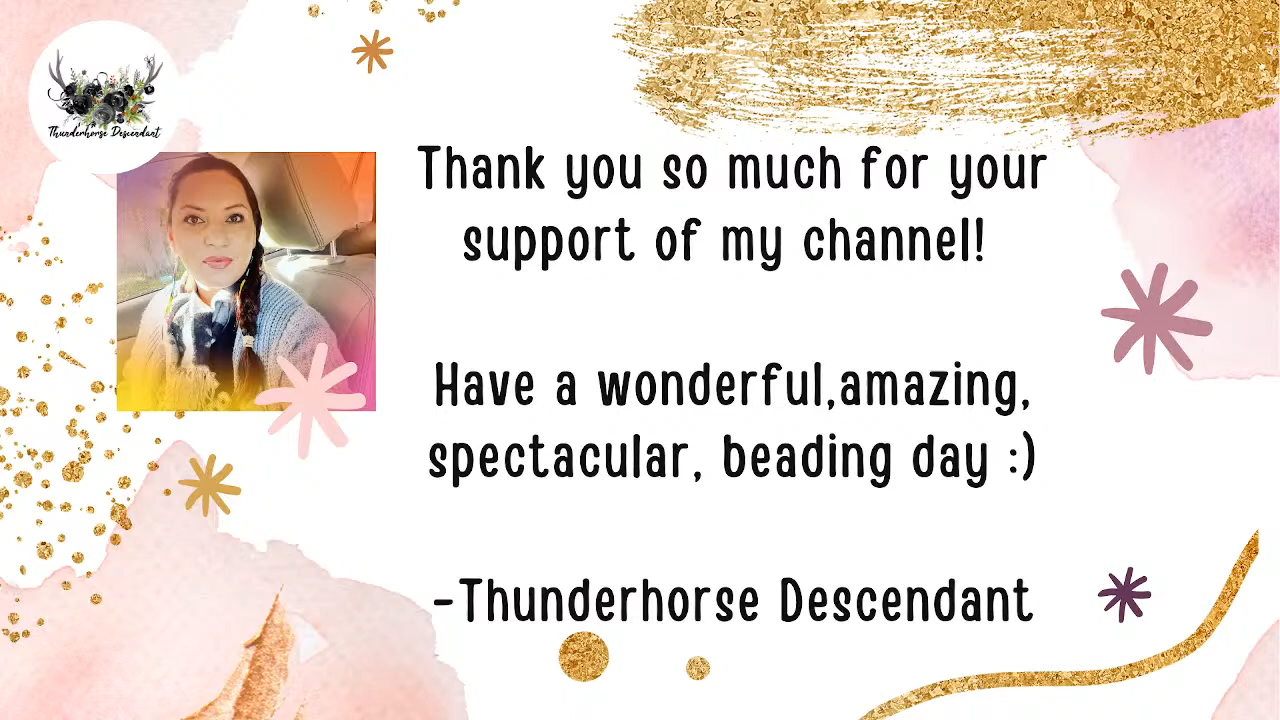 Thunderhorse Descendant
Thank you so much for your
support of my channel!
Have a wonderful,amazing,
spectacular, beading day :)
-Thunderhorse Descendant